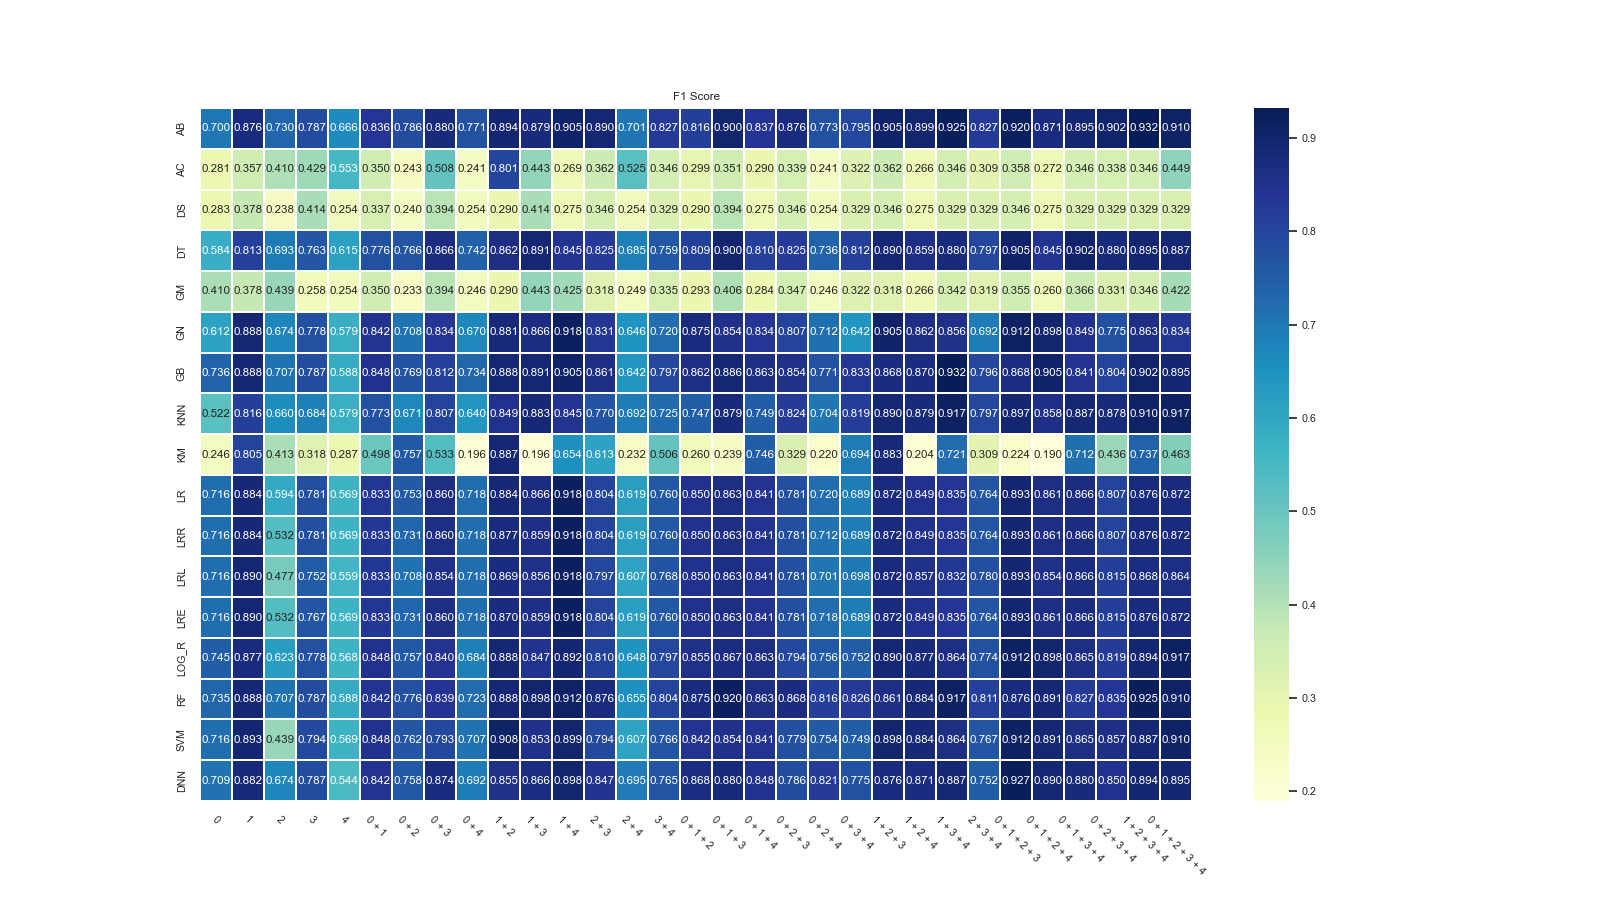 F1 Score
AB 0.700 0.876 0.730 0.787 0.666 0.836 0.786 0.880 0.771 0.894 0.879 0.905 0.890 0.701 0.827 0.816 0.900 0.837 0.876 0.773 0.795 0.905 0.899 0.925 0.827 0.920 0.871 0.895 0.902 0.932 0.910
AC 0.281 0.357 0.410 0.429 0.553 0.350 0.243 0.508 0.241 0.801 0.443 0.269 0.362 0.525 0.346 0.299 0.351 0.290 0.339 0.241 0.322 0.362 0.266 0.346 0.309 0.358 0.272 0.346 0.338 0.346 0.449
DS 0.283 0.378 0.238 0.414 0.254 0.337 0.240 0.394 0.254 0.290 0.414 0.275 0.346 0.254 0.329 0.290 0.394 0.275 0.346 0.254 0.329 0.346 0.275 0.329 0.329 0.346 0.275 0.329 0.329 0.329 0.329
DT 0.584 0.813 0.693 0.763 0.615 0.776 0.766 0.866 0.742 0.862 0.891 0.845 0.825 0.685 0.759 0.809 0.900 0.810 0.825 0.736 0.812 0.890 0.859 0.880 0.797 0.905 0.845 0.902 0.880 0.895 0.887
GM 0.410 0.378 0.439 0.258 0.254 0.350 0.233 0.394 0.246 0.290 0.443 0.425 0.318 0.249 0.335 0.293 0.406 0.284 0.347 0.246 0.322 0.318 0.266 0.342 0.319 0.355 0.260 0.366 0.331 0.346 0.422
GN 0.612 0.888 0.674 0.778 0.579 0.842 0.708 0.834 0.670 0.881 0.866 0.918 0.831 0.646 0.720 0.875 0.854 0.834 0.807 0.712 0.642 0.905 0.862 0.856 0.692 0.912 0.898 0.849 0.775 0.863 0.834
GB 0.736 0.888 0.707 0.787 0.588 0.848 0.769 0.812 0.734 0.888 0.891 0.905 0.861 0.642 0.797 0.862 0.886 0.863 0.854 0.771 0.833 0.868 0.870 0.932 0.796 0.868 0.905 0.841 0.804 0.902 0.895
KNN 0.522 0.816 0.660 0.684 0.579 0.773 0.671 0.807 0.640 0.849 0.883 0.845 0.770 0.692 0.725 0.747 0.879 0.749 0.824 0.704 0.819 0.890 0.879 0.917 0.797 0.897 0.858 0.887 0.878 0.910 0.917
KM 0.246 0.805 0.413 0.318 0.287 0.498 0.757 0.533 0.196 0.887 0.196 0.654 0.613 0.232 0.506 0.260 0.239 0.746 0.329 0.220 0.694 0.883 0.204 0.721 0.309 0.224 0.190 0.712 0.436 0.737 0.463
LR 0.716 0.884 0.594 0.781 0.569 0.833 0.753 0.860 0.718 0.884 0.866 0.918 0.804 0.619 0.760 0.850 0.863 0.841 0.781 0.720 0.689 0.872 0.849 0.835 0.764 0.893 0.861 0.866 0.807 0.876 0.872
LRR 0.716 0.884 0.532 0.781 0.569 0.833 0.731 0.860 0.718 0.877 0.859 0.918 0.804 0.619 0.760 0.850 0.863 0.841 0.781 0.712 0.689 0.872 0.849 0.835 0.764 0.893 0.861 0.866 0.807 0.876 0.872
LRL 0.716 0.890 0.477 0.752 0.559 0.833 0.708 0.854 0.718 0.869 0.856 0.918 0.797 0.607 0.768 0.850 0.863 0.841 0.781 0.701 0.698 0.872 0.857 0.832 0.780 0.893 0.854 0.866 0.815 0.868 0.864
LRE 0.716 0.890 0.532 0.767 0.569 0.833 0.731 0.860 0.718 0.870 0.859 0.918 0.804 0.619 0.760 0.850 0.863 0.841 0.781 0.718 0.689 0.872 0.849 0.835 0.764 0.893 0.861 0.866 0.815 0.876 0.872
LOG_R 0.745 0.877 0.623 0.778 0.568 0.848 0.757 0.840 0.684 0.888 0.847 0.892 0.810 0.648 0.797 0.855 0.867 0.863 0.794 0.756 0.752 0.890 0.877 0.864 0.774 0.912 0.898 0.865 0.819 0.894 0.917
RF 0.735 0.888 0.707 0.787 0.588 0.842 0.776 0.839 0.723 0.888 0.898 0.912 0.876 0.655 0.804 0.875 0.920 0.863 0.868 0.816 0.826 0.861 0.884 0.917 0.811 0.876 0.891 0.827 0.835 0.925 0.910
SVM 0.716 0.893 0.439 0.794 0.569 0.848 0.762 0.793 0.707 0.908 0.853 0.899 0.794 0.607 0.766 0.842 0.854 0.841 0.779 0.754 0.749 0.898 0.884 0.864 0.767 0.912 0.891 0.865 0.857 0.887 0.910
DNN 0.709 0.882 0.674 0.787 0.544 0.842 0.758 0.874 0.692 0.855 0.866 0.898 0.847 0.695 0.765 0.868 0.880 0.848 0.786 0.821 0.775 0.876 0.871 0.887 0.752 0.927 0.890 0.880 0.850 0.894 0.895
0
1
2
3
4
0 + 1
0 + 2
0 + 3
0 + 4
1 + 2
1 + 3
1 + 4
2 + 3
2 + 4
3 + 4
0 + 1 + 2
0 + 1 + 3
0 + 1 + 4
0 + 2 + 3
0 + 2 + 4
0 + 3 + 4
1 + 2 + 3
1 + 2 + 4
1 + 3 + 4
2 + 3 + 4
0 + 1 + 2 + 3
0 + 1 + 2 + 4
0 + 1 + 3 + 4
0 + 2 + 3 + 4
1 + 2 + 3 + 4
0 + 1 + 2 + 3 + 4
0.9
0.8
0.7
0.6
0.5
0.4
0.3
0.2